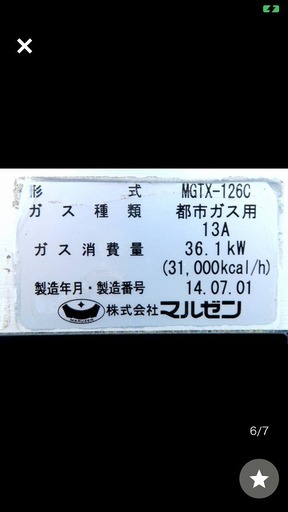 形 式 MGTX-126C
ガス種類 都市ガス用
13A
ガス消費量 36.1kW
(31,000kcal/h)
製造年月・製造番号 14.07.01
MARUZEN 株式会社マルゼン
6/7